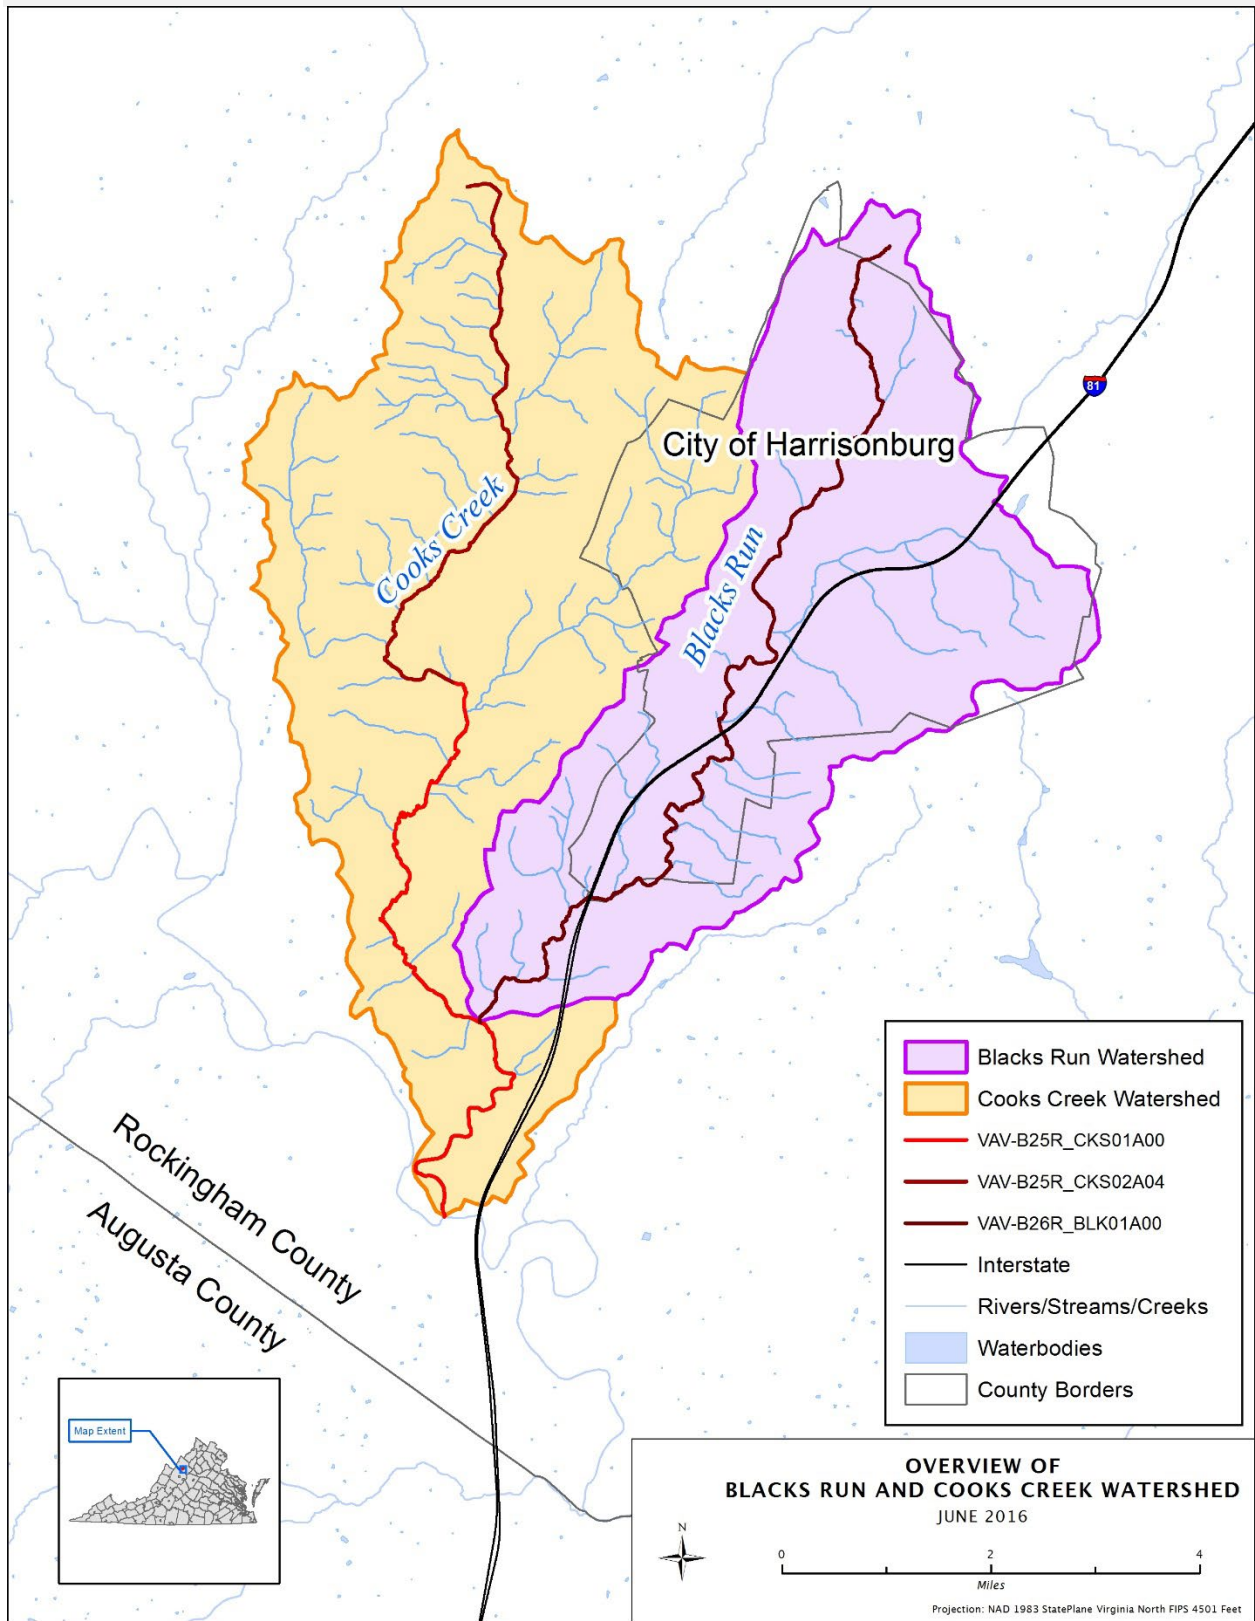 81
City of Harrisonburg
Cooks Creek
Blacks Run
Rockingham County
Augusta County
Blacks Run Watershed
Cooks Creek Watershed
VAV-B25R_CKS01A00
VAV-B25R_CKS02A04
VAV-B26R_BLK01A00
Interstate
Rivers/Streams/Creeks
Waterbodies
County Borders
Map Extent
OVERVIEW OF
BLACKS RUN AND COOKS CREEK WATERSHED
JUNE 2016
N
0 2 4
Miles
Projection: NAD 1983 StatePlane Virginia North FIPS 4501 Feet